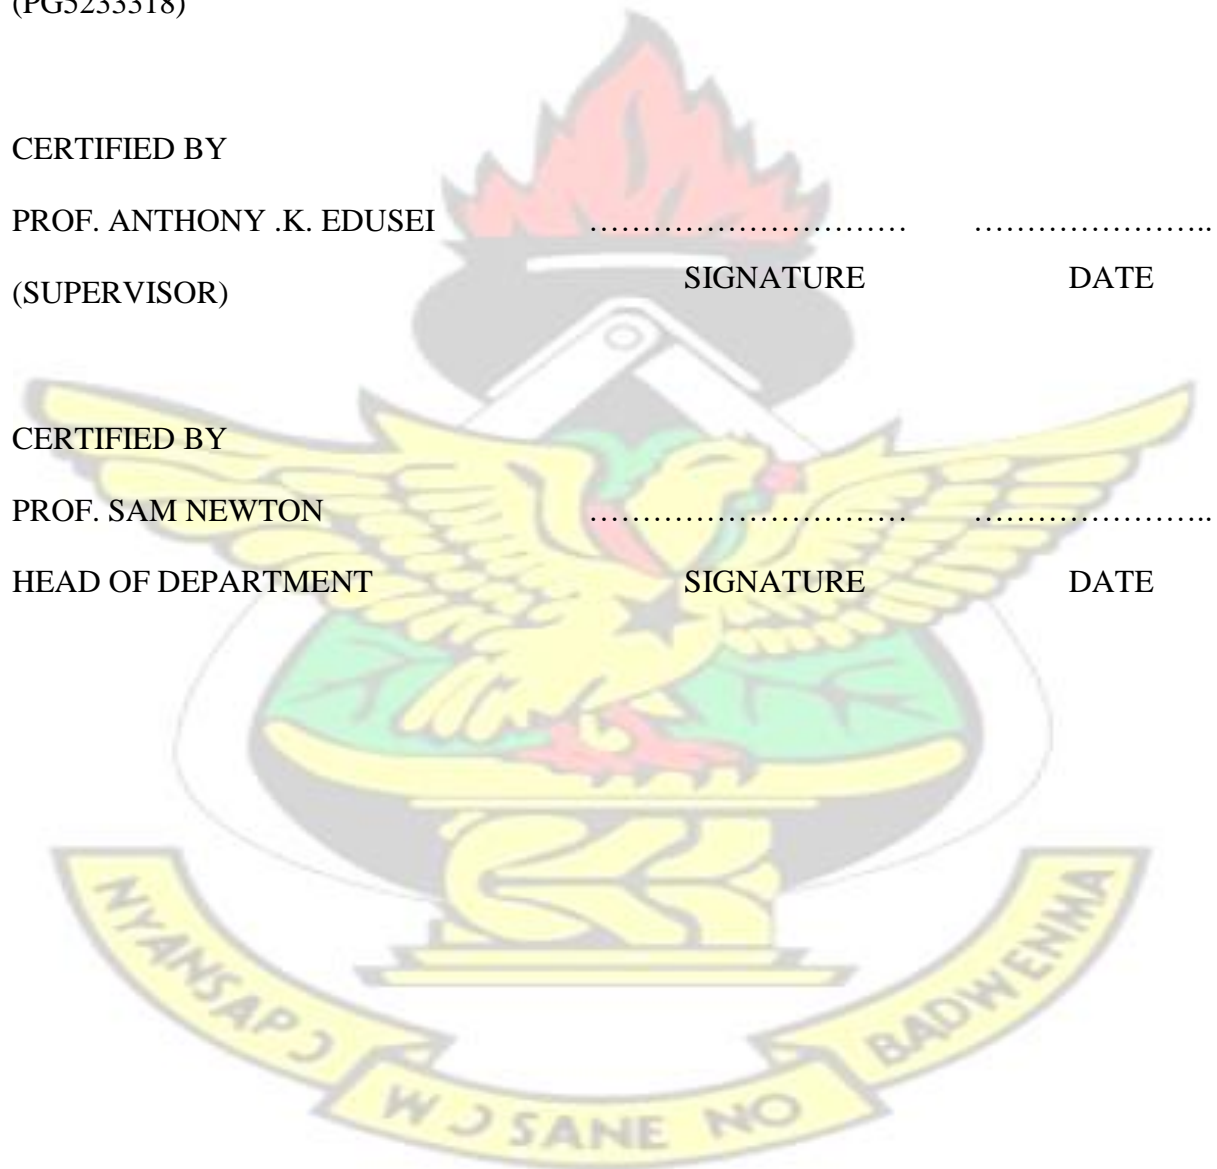 (PG5233318)
CERTIFIED BY
PROF. ANTHONY .K. EDUSEI ………………………… …………………..
(SUPERVISOR) SIGNATURE DATE
CERTIFIED BY
PROF. SAM NEWTON ………………………… …………………..
HEAD OF DEPARTMENT SIGNATURE DATE
NYANSAPƆ
WƆSANE NO
BADWENMA